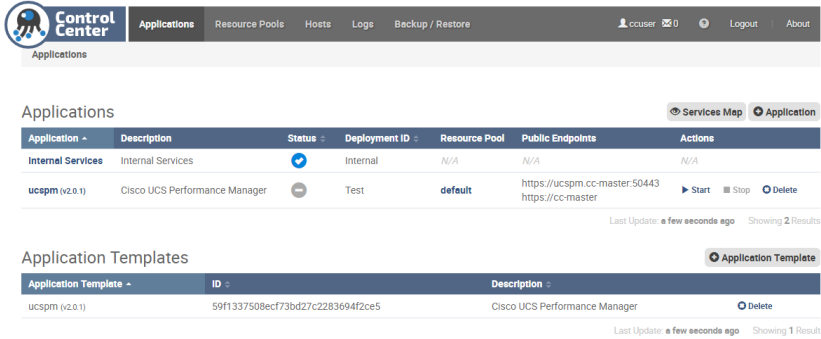 Control Center
Applications Resource Pools Hosts Logs Backup / Restore ccuser 0 Logout About
Applications
Applications Services Map Application
Application Description Status Deployment ID Resource Pool Public Endpoints Actions
Internal Services Internal Services Internal N/A N/A N/A
ucspm (v2.0.1) Cisco UCS Performance Manager Test default https://ucspm.cc-master:50443 Start Stop Delete
https://cc-master
Last Update: a few seconds ago Showing 2 Results
Application Templates Application Template
Application Template ID Description
ucspm (v2.0.1) 59f1337508ecf73bd27c2283694f2ce5 Cisco UCS Performance Manager Delete
Last Update: a few seconds ago Showing 1 Result